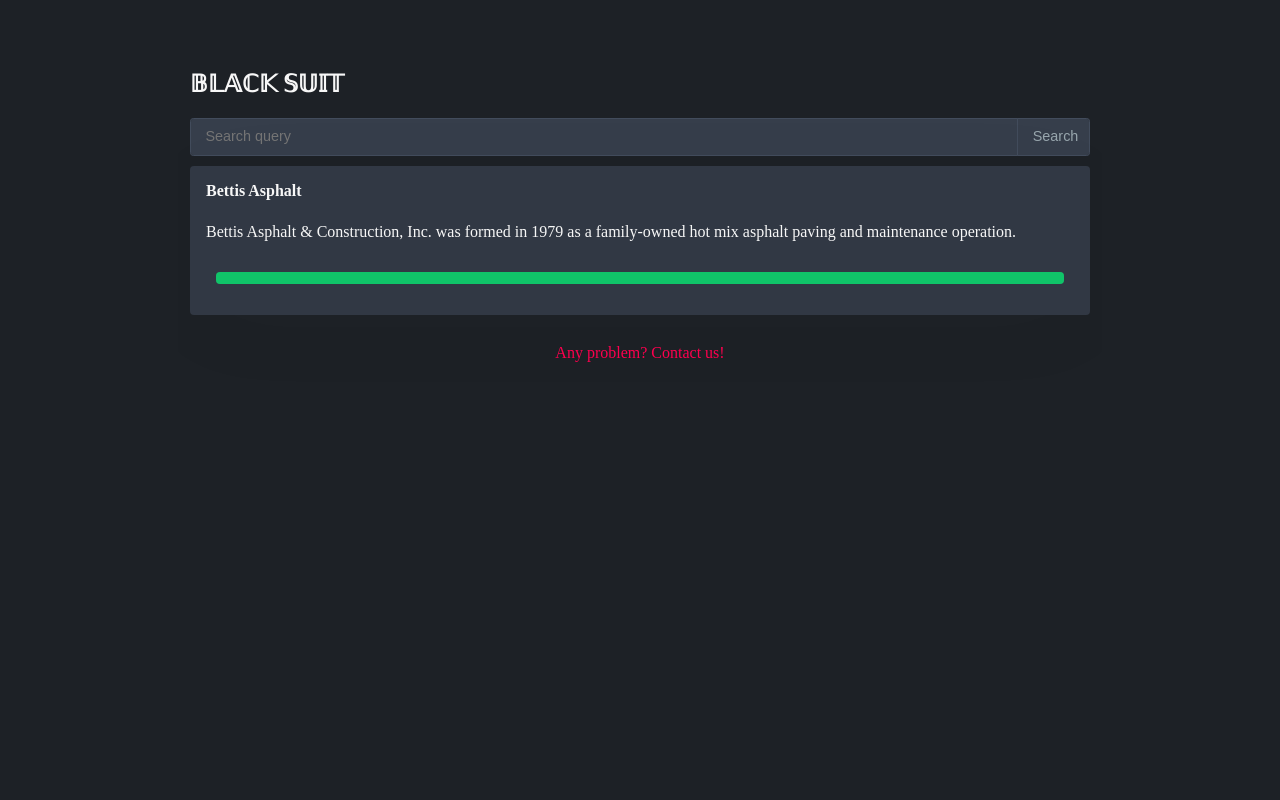 𝔹𝕃𝔸ℂ𝕂 𝕊𝕌𝕀𝕋
Search query
Search
Bettis Asphalt
Bettis Asphalt & Construction, Inc. was formed in 1979 as a family-owned hot mix asphalt paving and maintenance operation.
Any problem? Contact us!